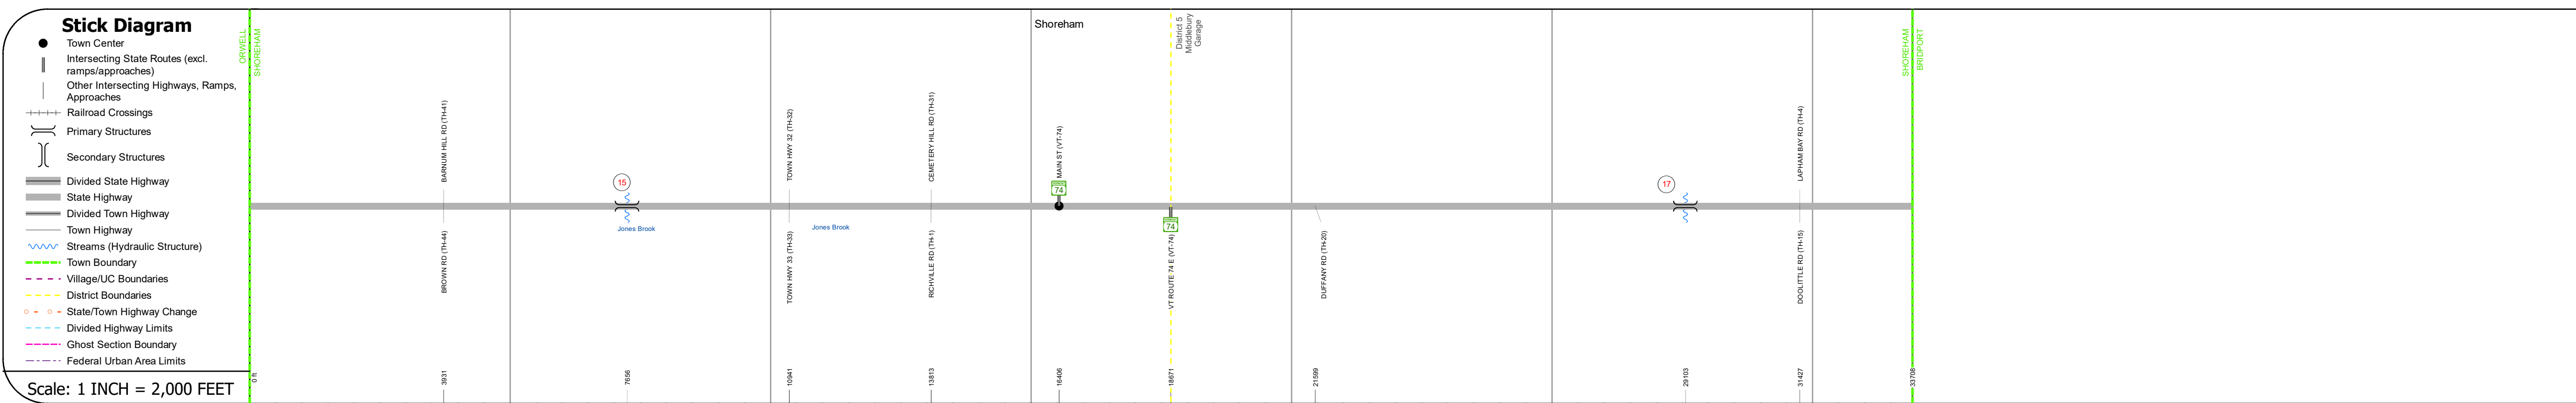 Stick Diagram
Town Center
Intersecting State Routes (excl.
ramps/approaches)
Other Intersecting Highways, Ramps,
Approaches
Railroad Crossings
Primary Structures
Secondary Structures
Divided State Highway
State Highway
Divided Town Highway
Town Highway
Streams (Hydraulic Structure)
Town Boundary
Village/UC Boundaries
District Boundaries
State/Town Highway Change
Divided Highway Limits
Ghost Section Boundary
Federal Urban Area Limits
Scale: 1 INCH = 2,000 FEET
ORWELL
SHOREHAM
Shoreham
District 5
Middlebury
Garage
SHOREHAM
BRIDPORT
BARNUM HILL RD (TH-41)
TOWN HWY 32 (TH-32)
CEMETERY HILL RD (TH-31)
MAIN ST (VT-74)
LAPHAM BAY RD (TH-4)
15
74
17
Jones Brook
Jones Brook
74
BROWN RD (TH-44)
TOWN HWY 33 (TH-33)
RICHVILLE RD (TH-1)
VT ROUTE 74 E (VT-74)
DUFFANY RD (TH-20)
DOOLITTLE RD (TH-15)
0 ft
3931
7656
10941
13813
16406
18671
21599
29103
31427
33708